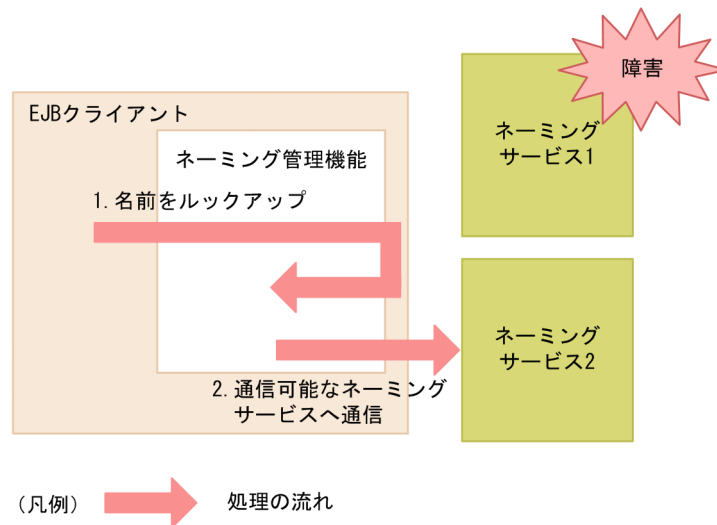 障害
EJBクライアント
ネーミング管理機能
ネーミング
サービス1
1. 名前をルックアップ
ネーミング
サービス2
2. 通信可能なネーミング
サービスへ通信
(凡例)
処理の流れ